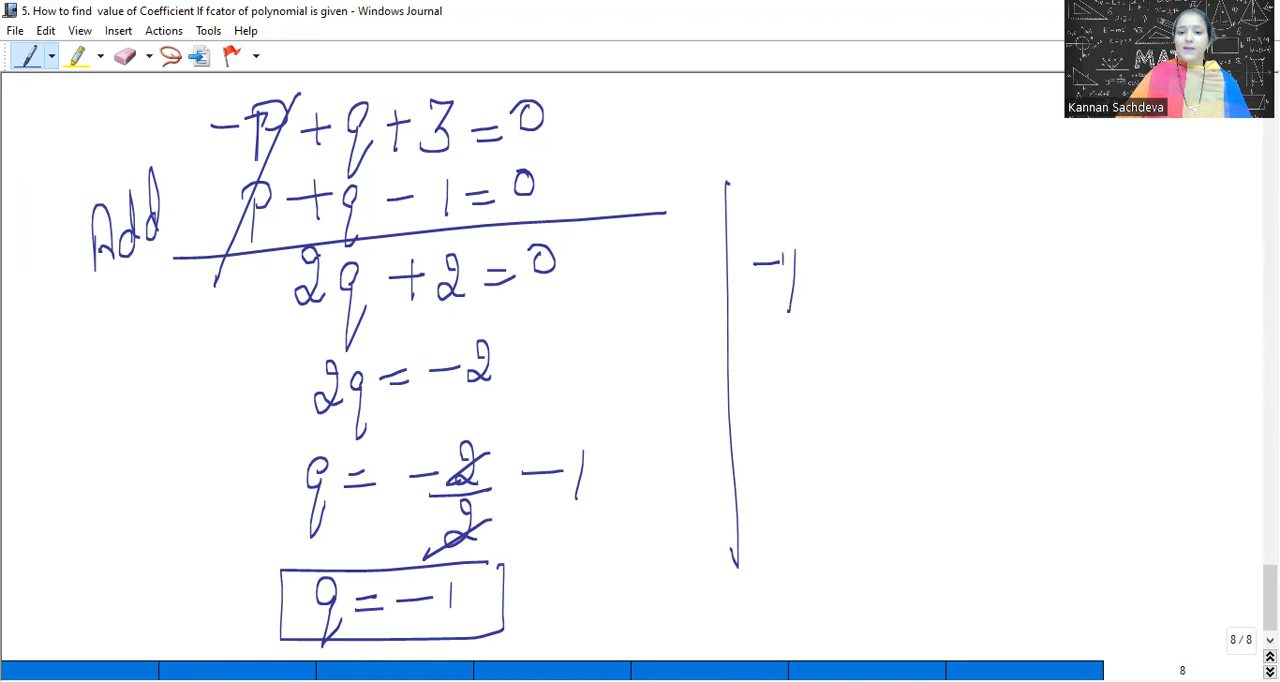 5. How to find value of Coefficient If fcator of polynomial is given - Windows Journal
File Edit View Insert Actions Tools Help
Kannan Sachdeva
-p + q + 3 = 0
p + q - 1 = 0
Add
2q + 2 = 0
2q = -2
q = -2/2 -1
q = -1
-1
8 / 8
8